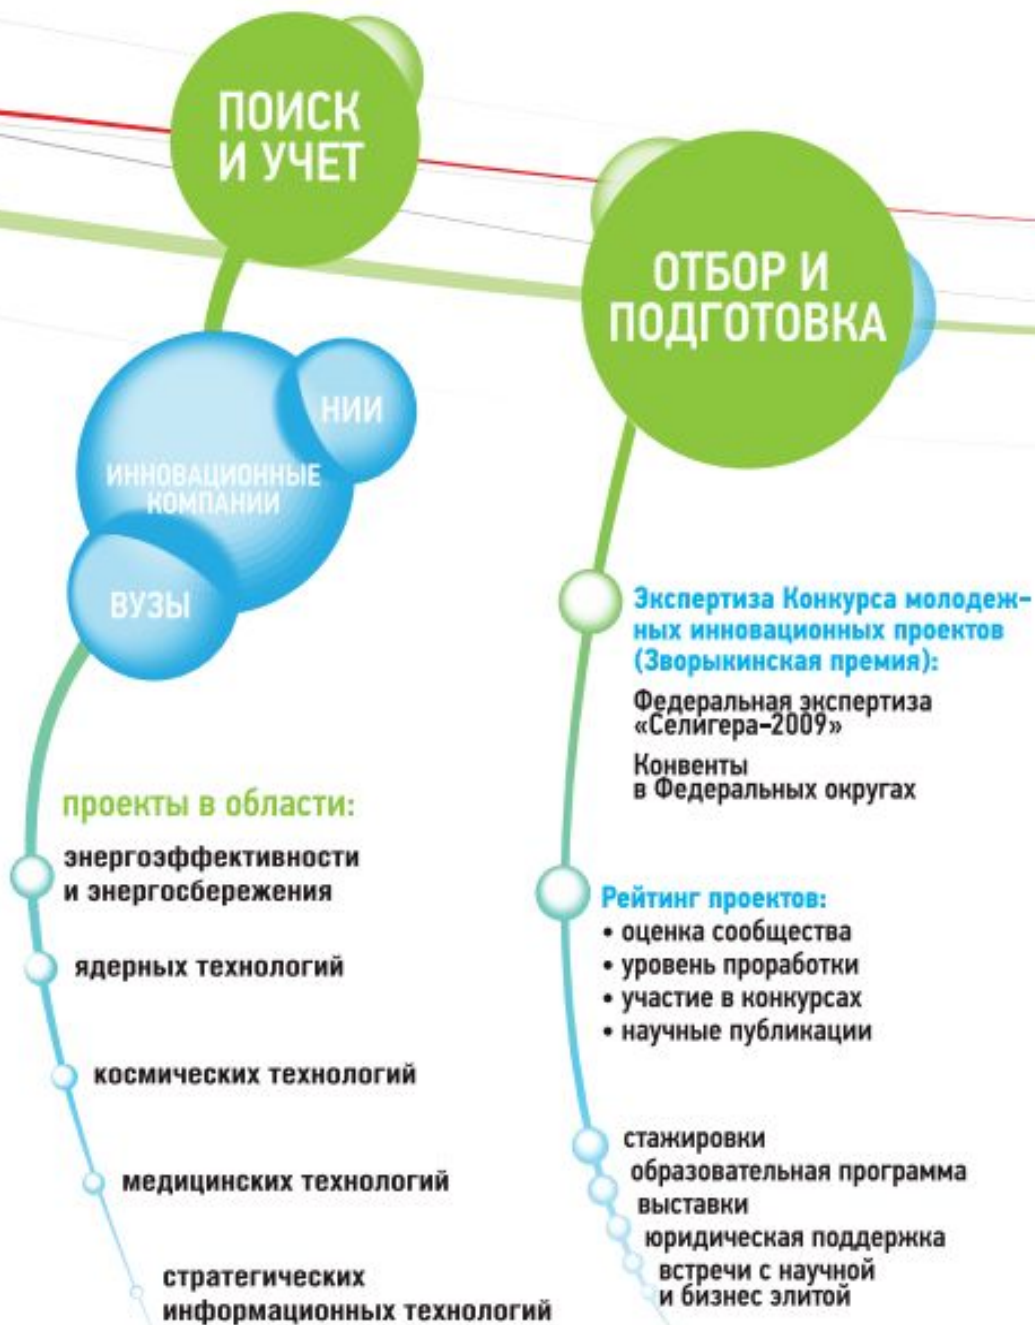 ПОИСК
И УЧЕТ
НИИ
ИННОВАЦИОННЫЕ
КОМПАНИИ
ВУЗЫ
проекты в области:
энергоэффективности
и энергосбережения
ядерных технологий
космических технологий
медицинских технологий
стратегических
информационных технологий
ОТБОР И
ПОДГОТОВКА
Экспертиза Конкурса молодеж-
ных инновационных проектов
(Зворыкинская премия):
Федеральная экспертиза
«Селигера-2009»
Конвенты
в Федеральных округах
Рейтинг проектов:
• оценка сообщества
• уровень проработки
• участие в конкурсах
• научные публикации
стажировки
образовательная программа
выставки
юридическая поддержка
встречи с научной
и бизнес элитой